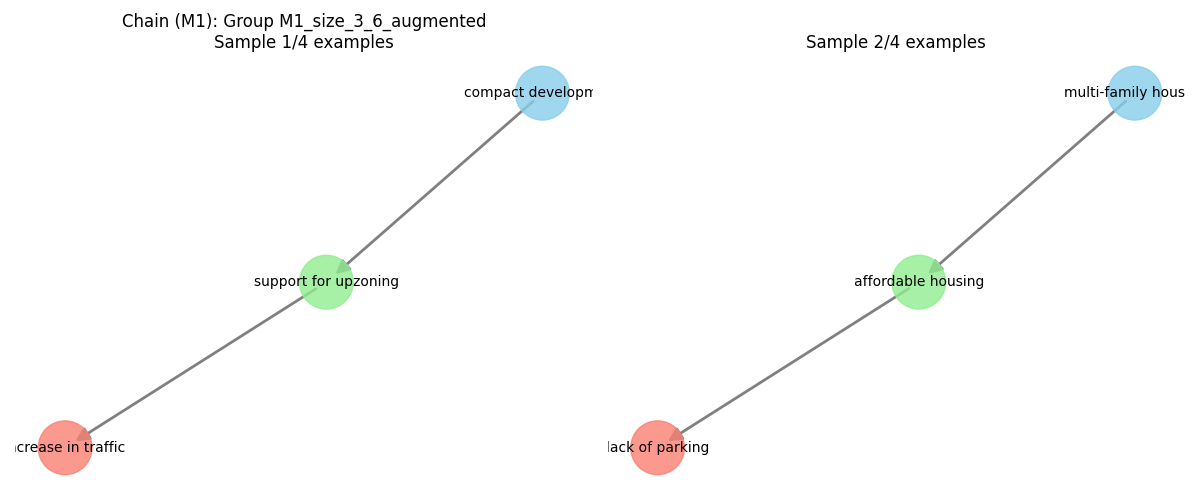 Chain (M1): Group M1_size_3_6_augmented
Sample 1/4 examples
Sample 2/4 examples
compact developm
multi-family hous
support for upzoning
affordable housing
crease in traffic
lack of parking